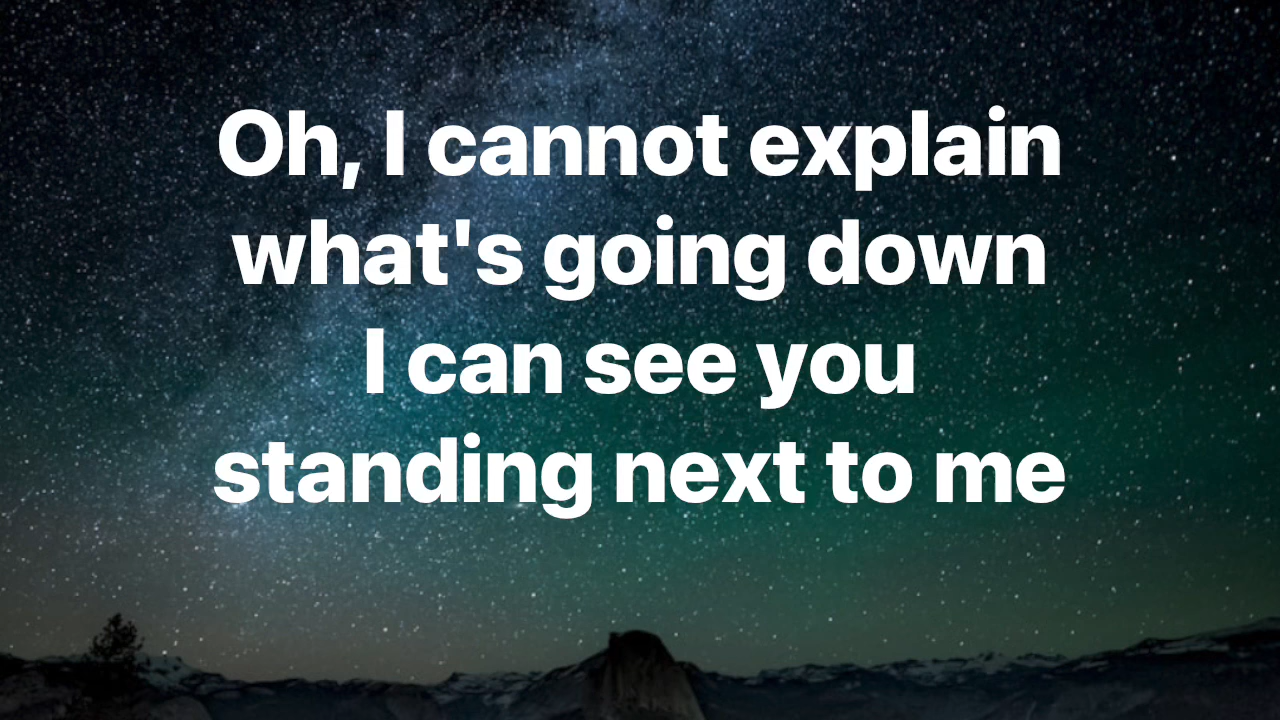 Oh, I cannot explain
what's going down
I can see you
standing next to me